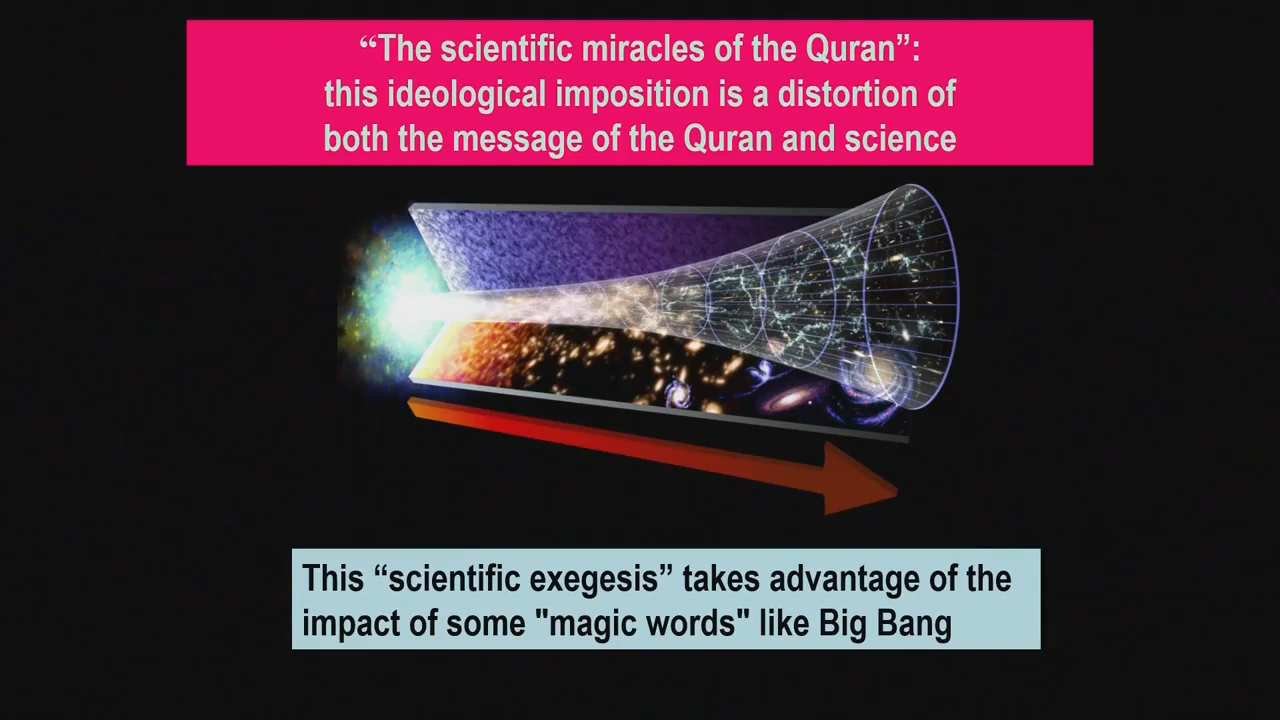 “The scientific miracles of the Quran”:
this ideological imposition is a distortion of
both the message of the Quran and science
This “scientific exegesis” takes advantage of the
impact of some "magic words" like Big Bang